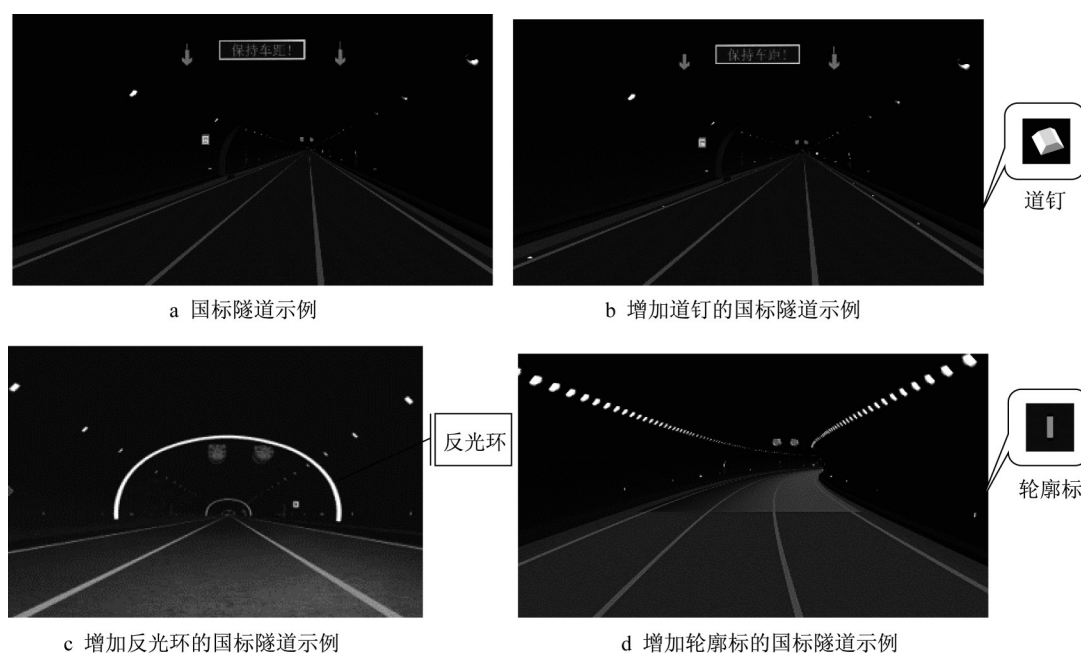 保持车距!
保持车距!
道钉
a 国标隧道示例
b 增加道钉的国标隧道示例
反光环
轮廓标
c 增加反光环的国标隧道示例
d 增加轮廓标的国标隧道示例